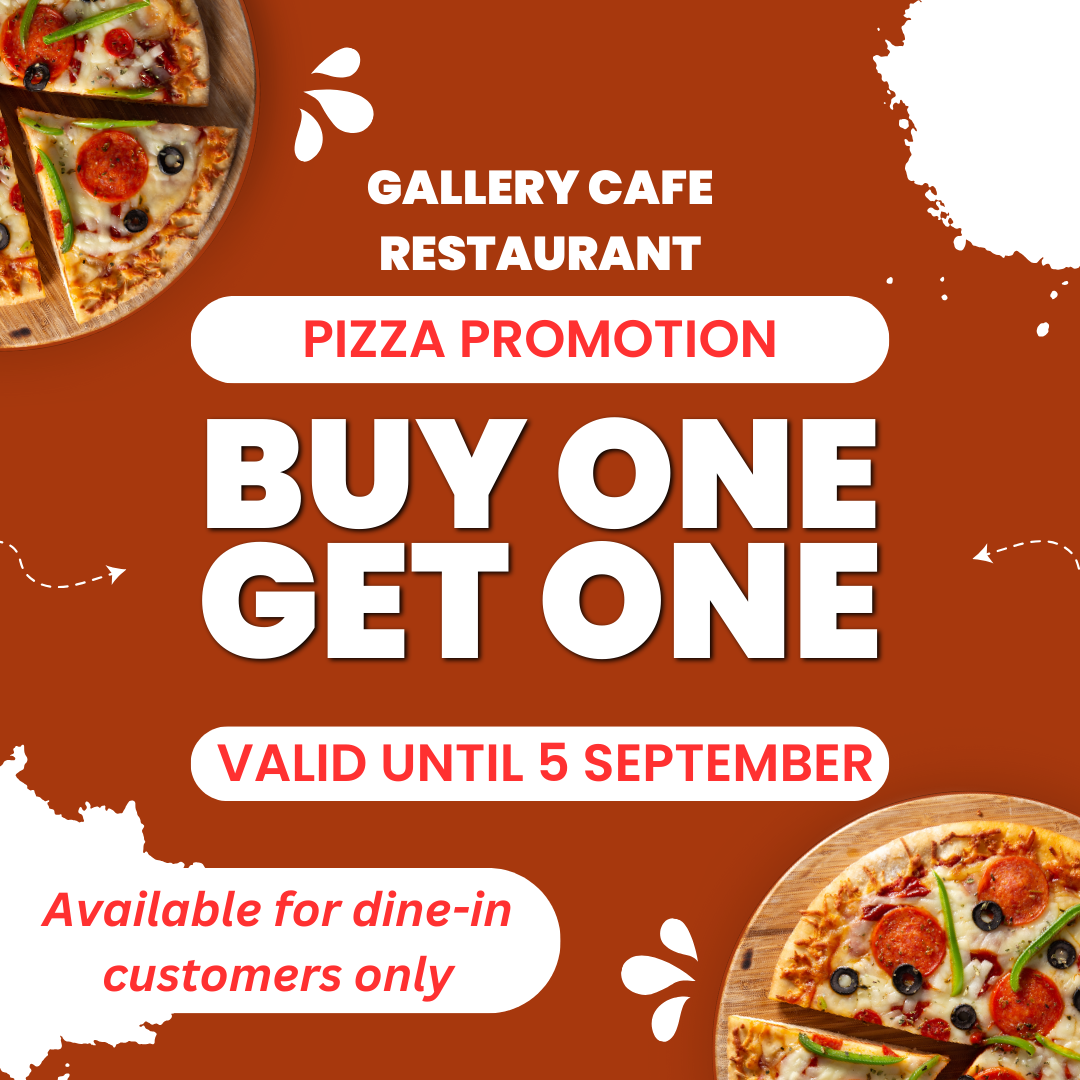 GALLERY CAFE
RESTAURANT
PIZZA PROMOTION
BUY ONE
GET ONE
VALID UNTIL 5 SEPTEMBER
Available for dine-in
customers only